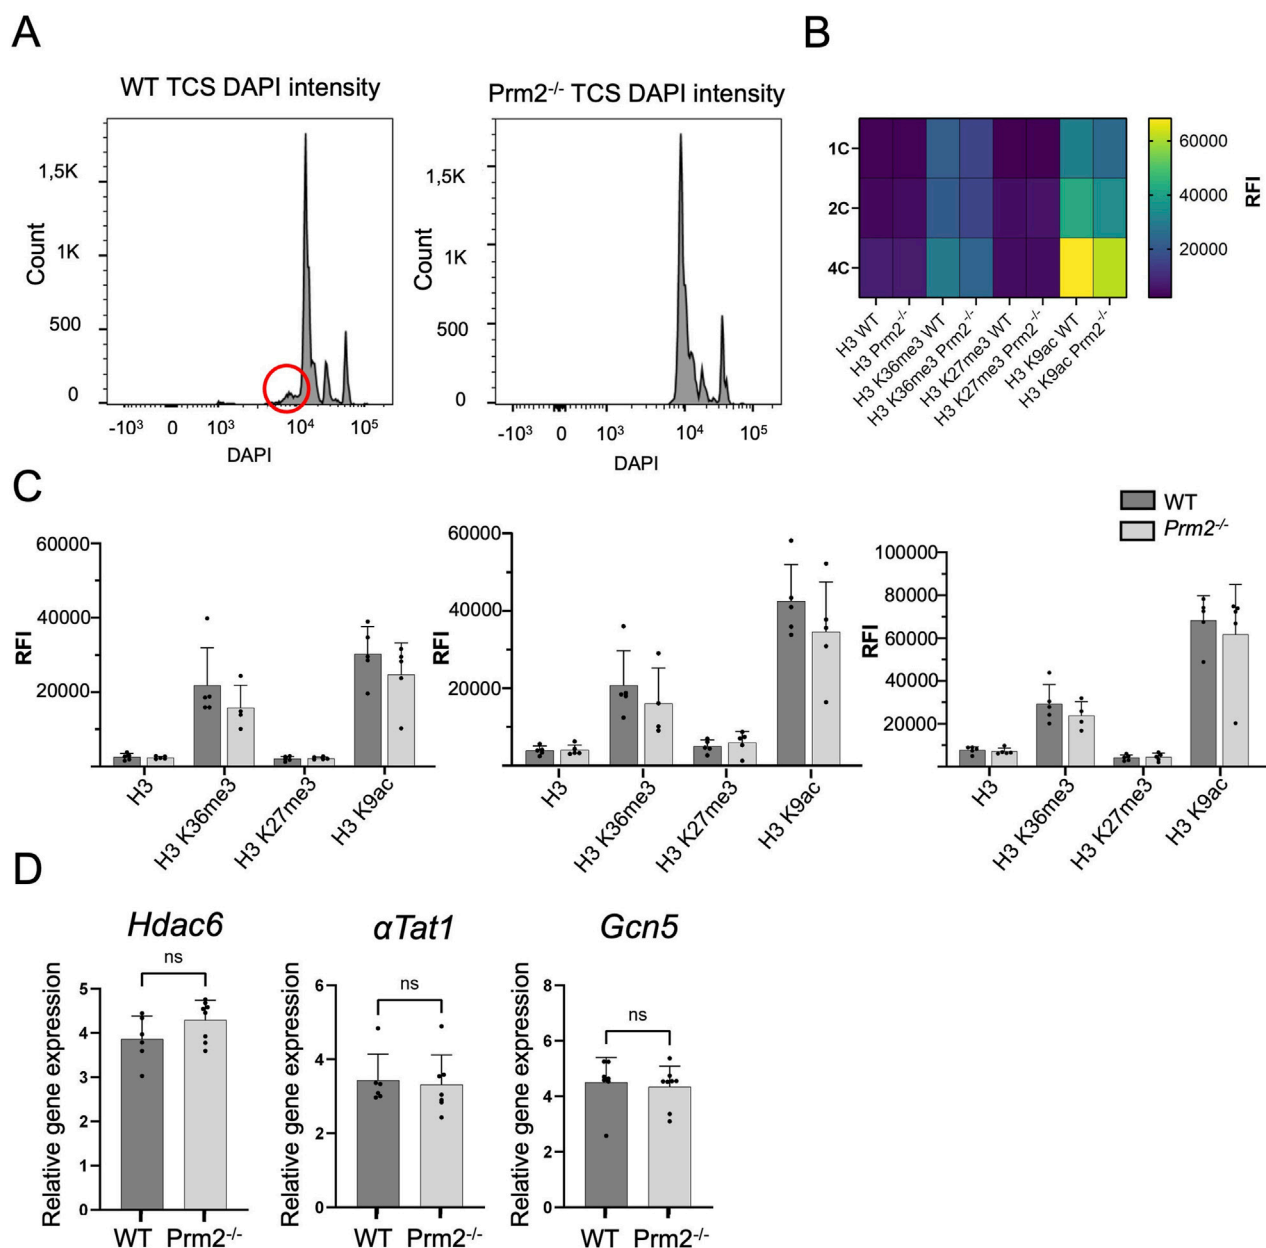 A
WT TCS DAPI intensity
Count
1,5K
1K
500
0
-10³ 0 10³ 10⁴ 10⁵
DAPI
Prm2⁻/⁻ TCS DAPI intensity
Count
1,5K
1K
500
0
-10³ 0 10³ 10⁴ 10⁵
DAPI
B
1C
2C
4C
H3 WT
H3 Prm2⁻/⁻
H3 K36me3 WT
H3 K36me3 Prm2⁻/⁻
H3 K27me3 WT
H3 K27me3 Prm2⁻/⁻
H3 K9ac WT
H3 K9ac Prm2⁻/⁻
60000
40000
20000
RFI
C
WT
Prm2⁻/⁻
RFI
60000
40000
20000
H3
H3 K36me3
H3 K27me3
H3 K9ac
RFI
60000
40000
20000
H3
H3 K36me3
H3 K27me3
H3 K9ac
RFI
100000
80000
60000
40000
20000
H3
H3 K36me3
H3 K27me3
H3 K9ac
D
Hdac6
ns
Relative gene expression
5
4
3
2
1
0
WT Prm2⁻/⁻
αTat1
ns
Relative gene expression
6
4
2
0
WT Prm2⁻/⁻
Gcn5
ns
Relative gene expression
8
6
4
2
0
WT Prm2⁻/⁻